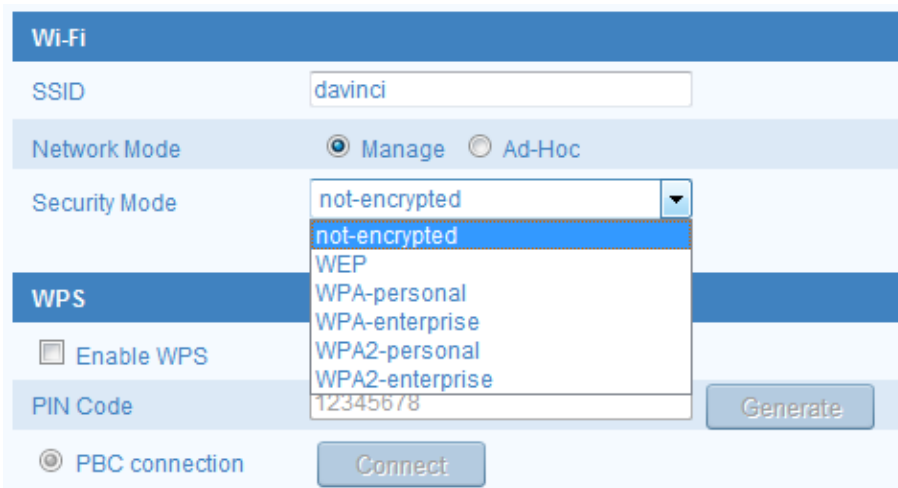 Wi-Fi
SSID davinci
Network Mode Manage Ad-Hoc
Security Mode not-encrypted
not-encrypted
WEP
WPA-personal
WPS
WPA-enterprise
Enable WPS
WPA2-personal
WPA2-enterprise
PIN Code 12345678 Generate
PBC connection Connect